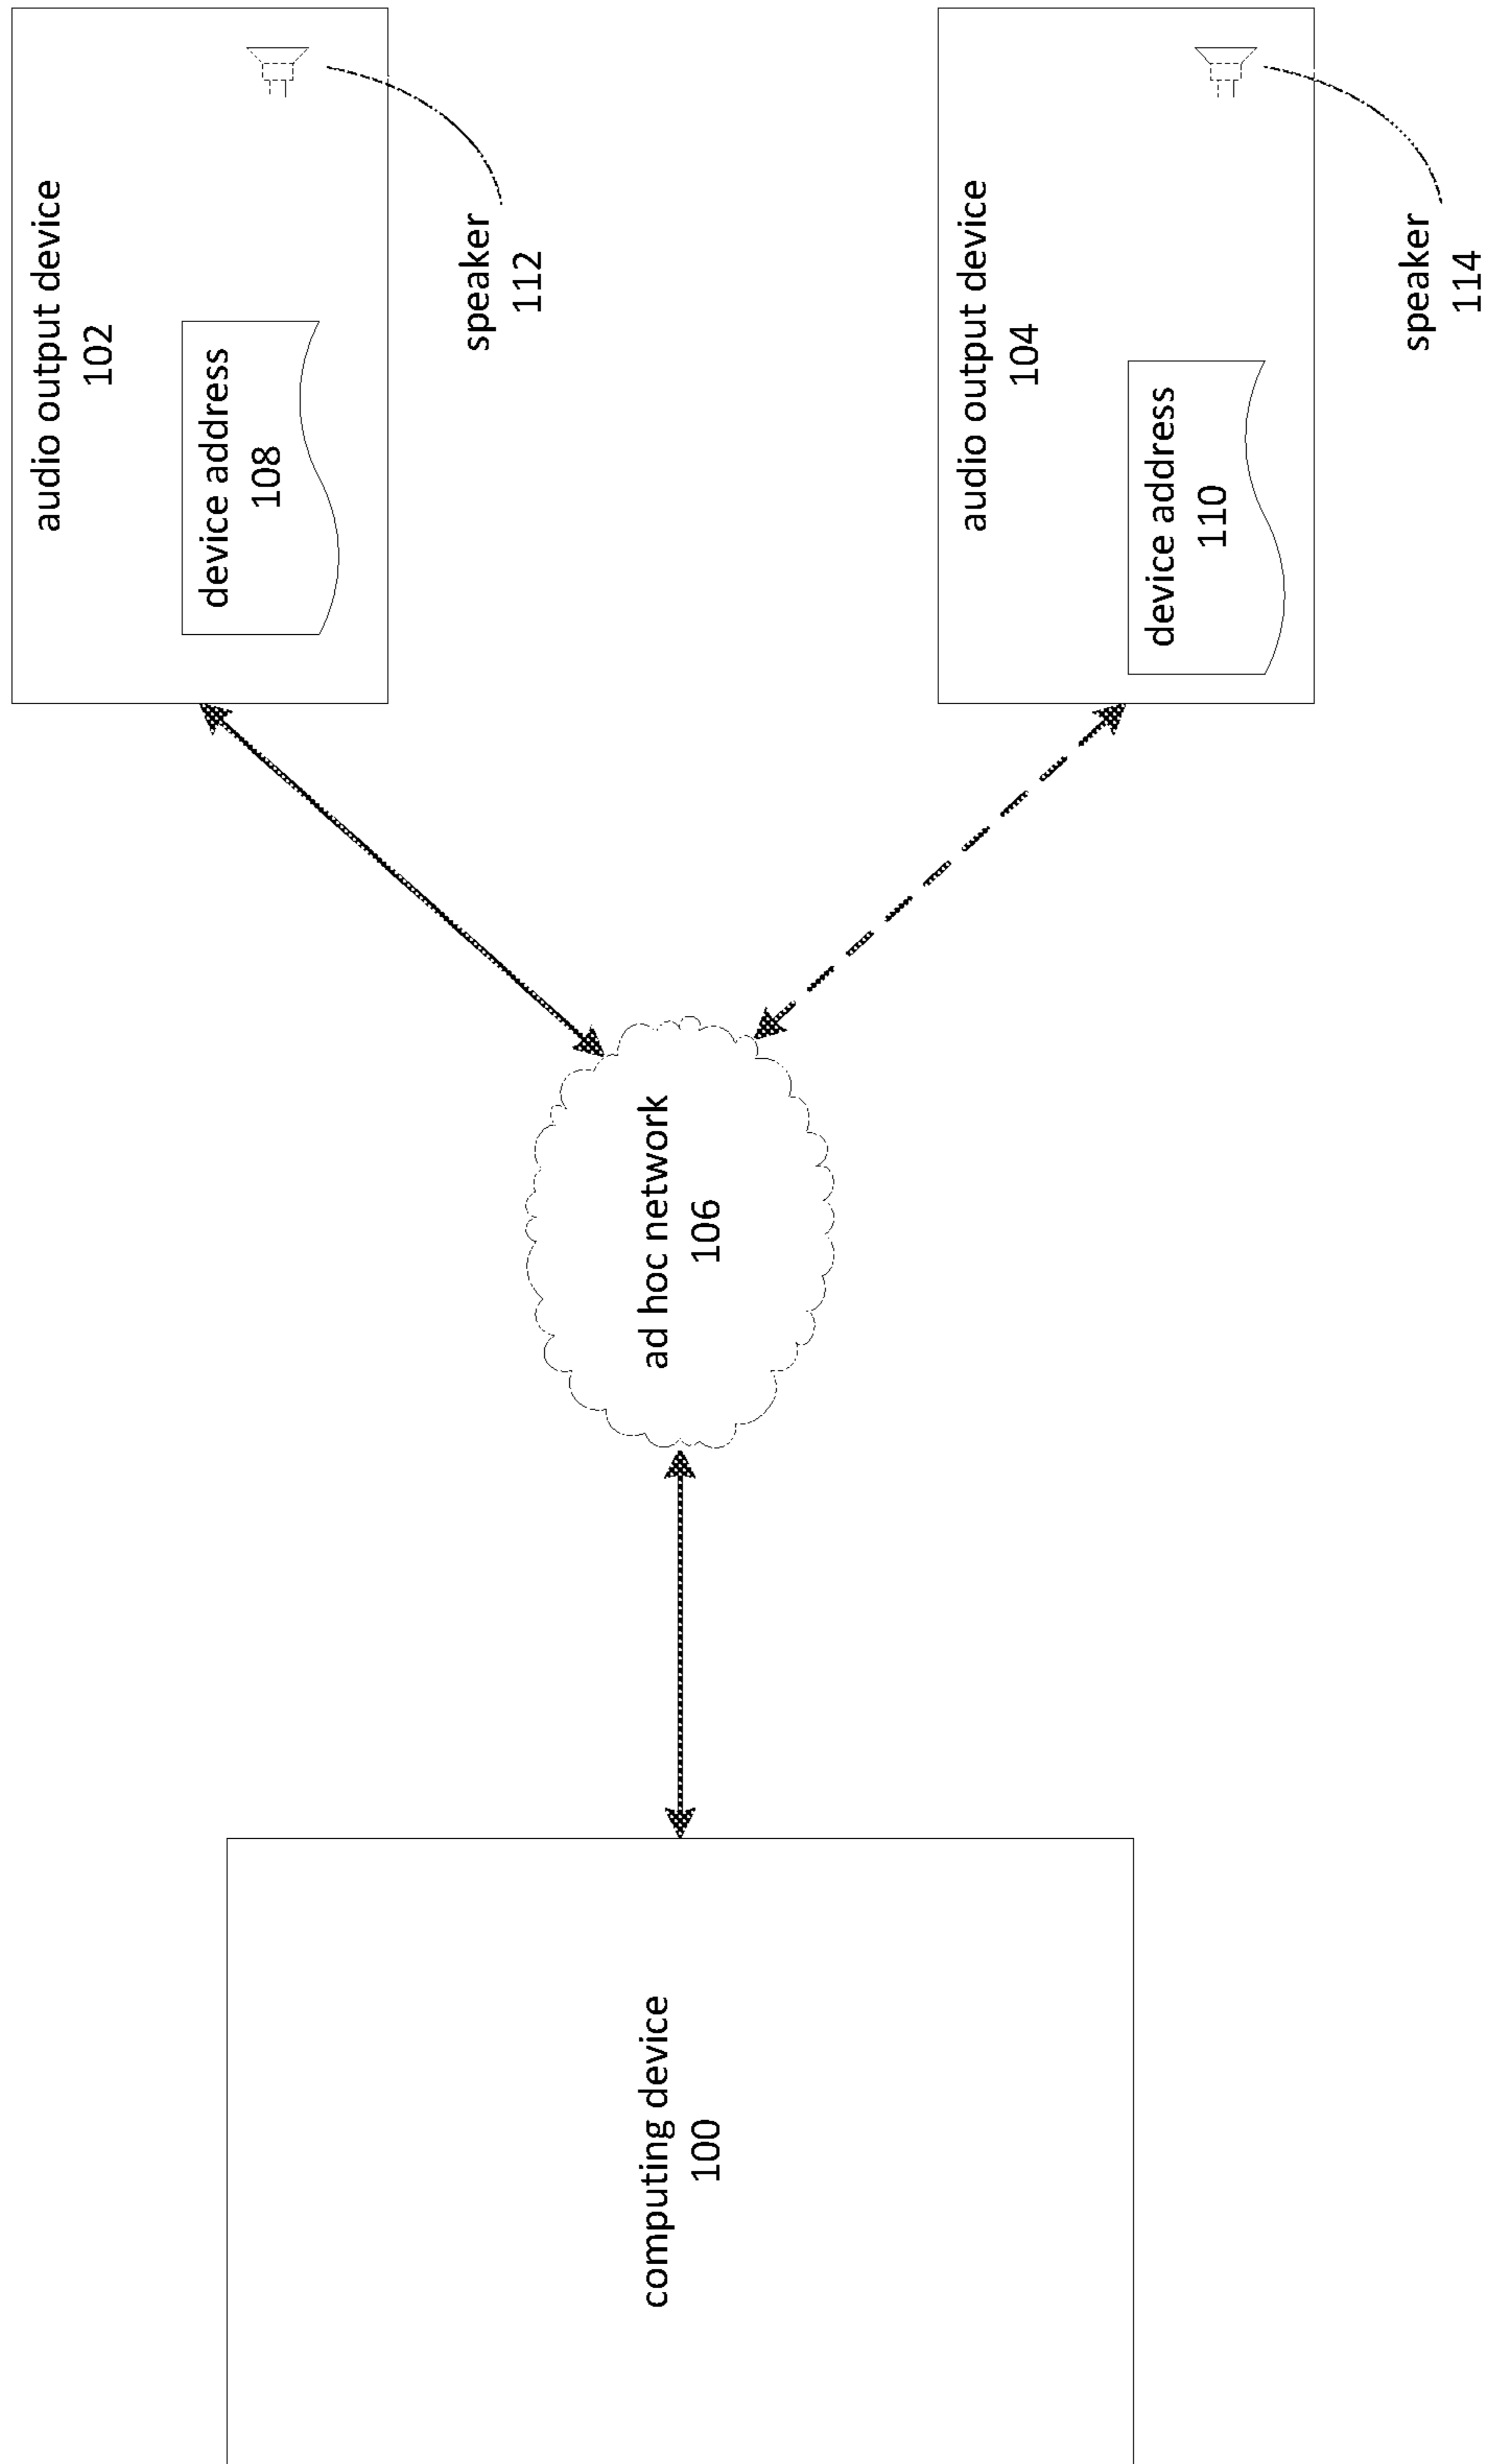 computing device
100
ad hoc network
106
audio output device
102
device address
108
speaker
112
audio output device
104
device address
110
speaker
114